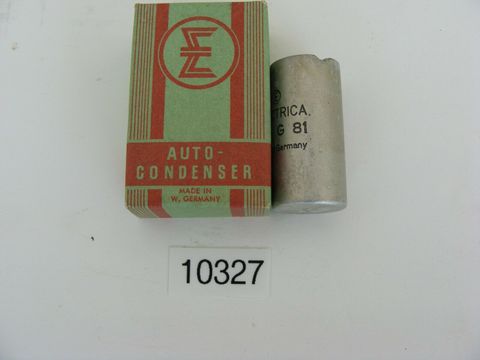 AUTO-
CONDENSER
MADE IN
W. GERMANY
TRICA.
G 81
Germany
10327